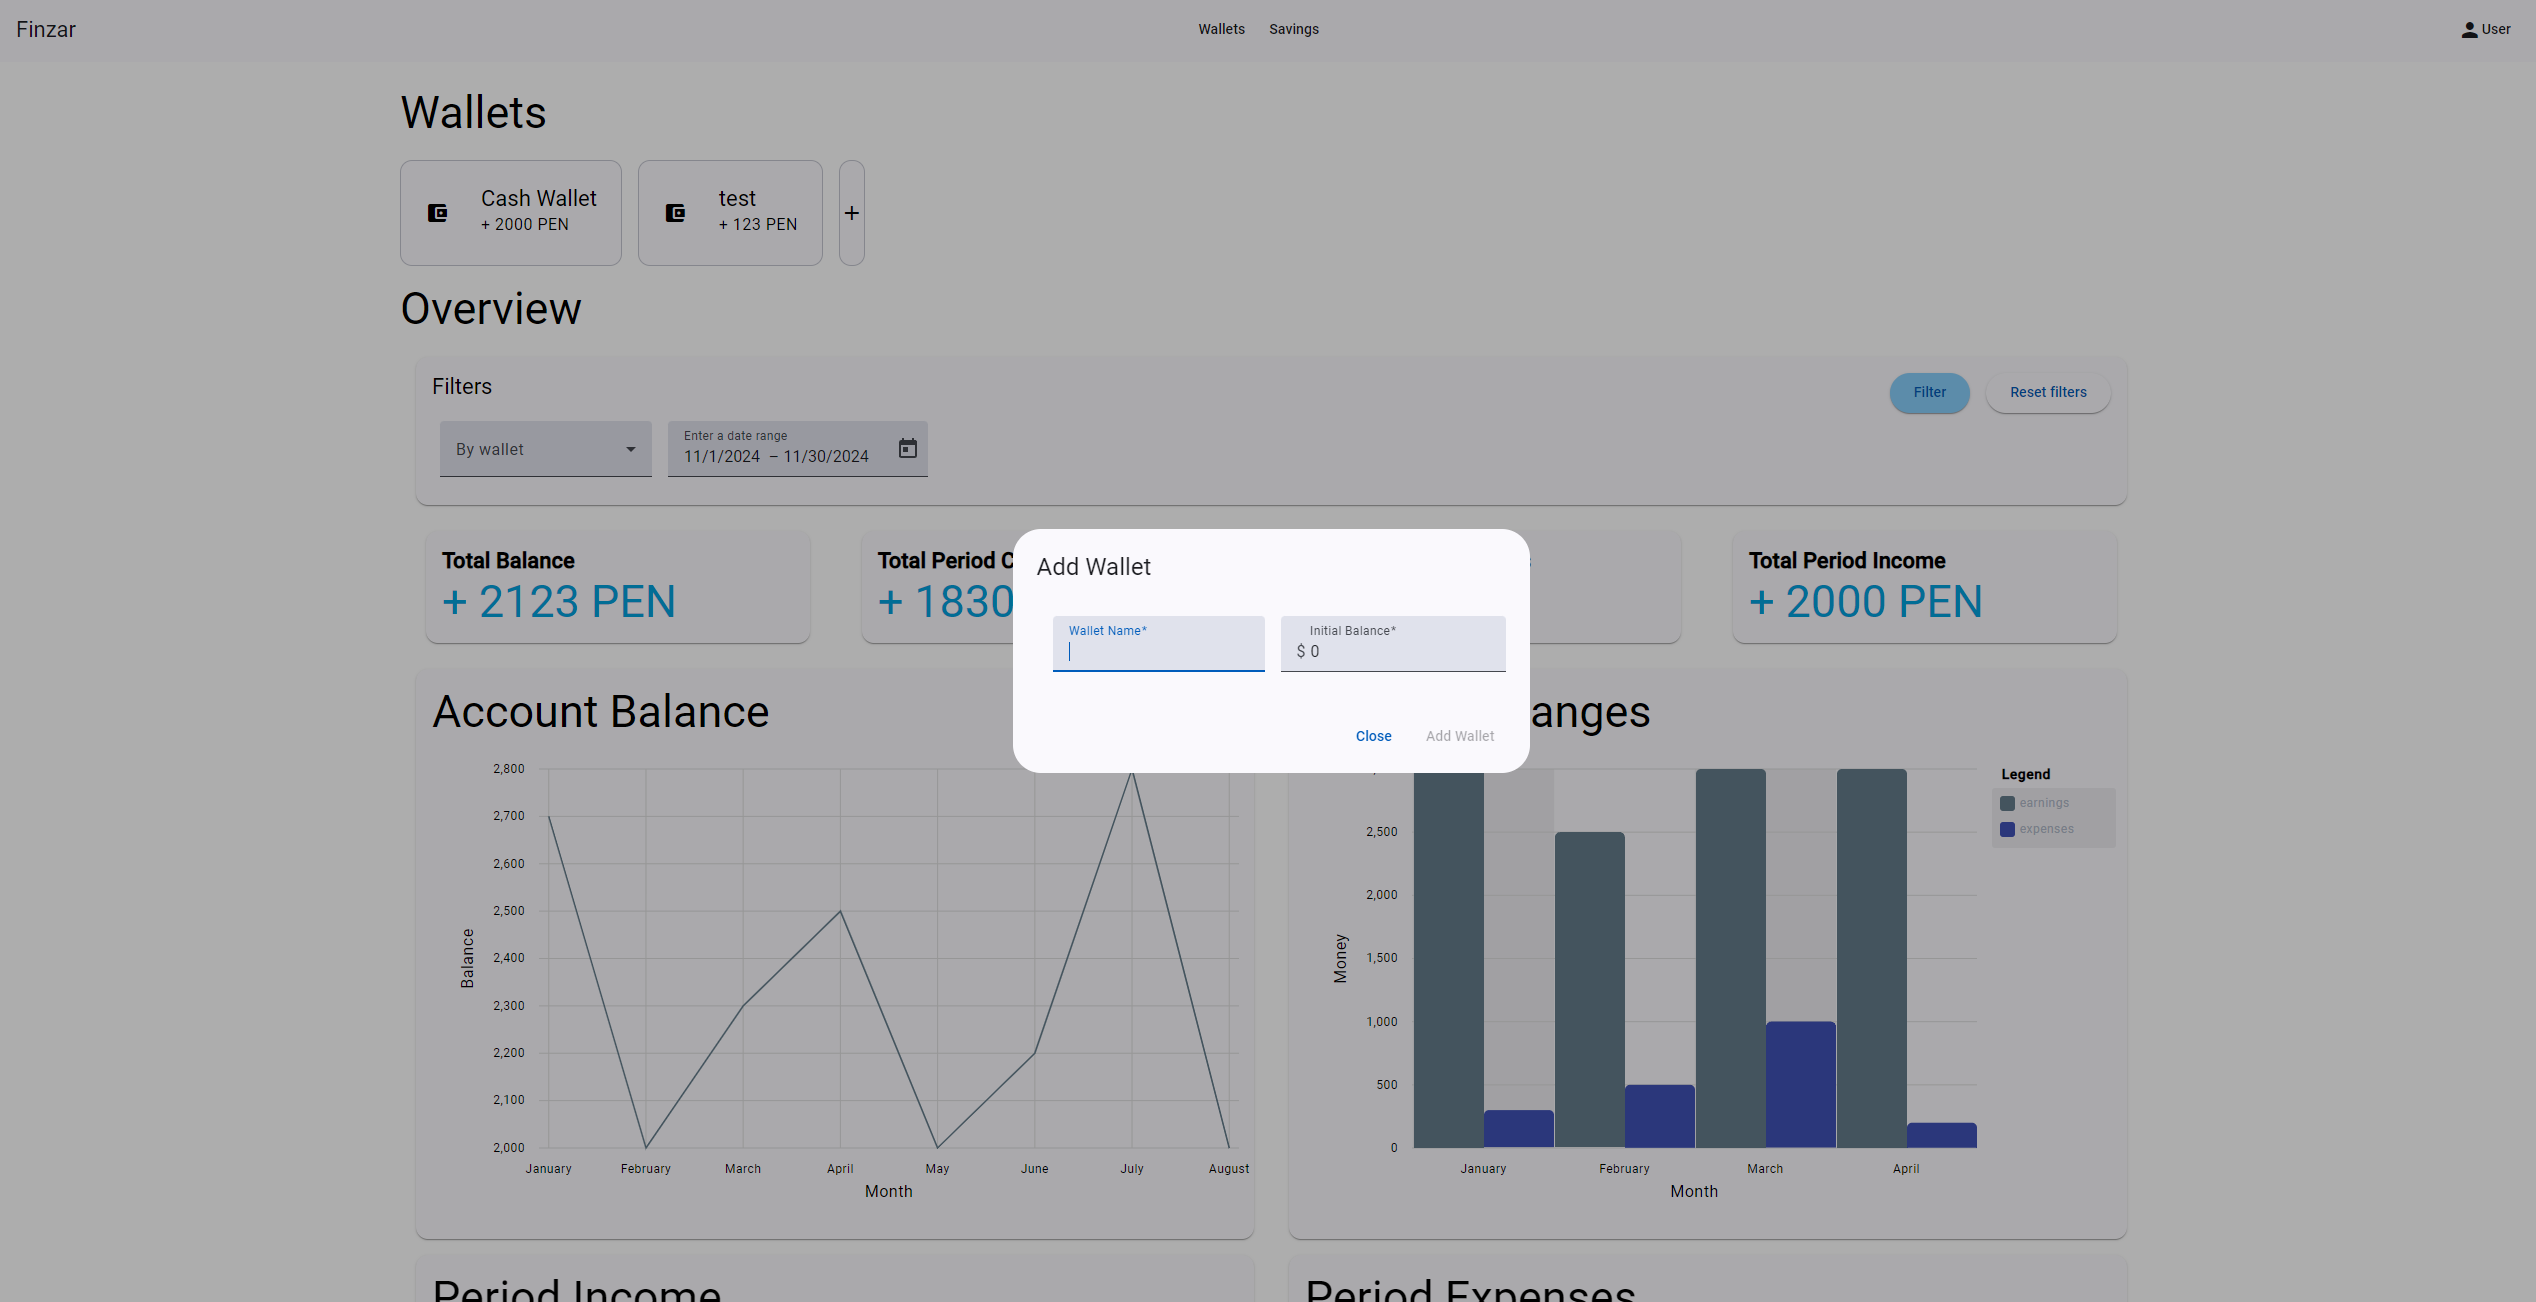 Finzar
Wallets
Savings
User
Wallets
Cash Wallet
+ 2000 PEN
test
+ 123 PEN
+
Overview
Filters
Filter
Reset filters
By wallet
Enter a date range
11/1/2024 – 11/30/2024
Total Balance
+ 2123 PEN
Total Period
+ 1830
Total Period Income
+ 2000 PEN
Add Wallet
Wallet Name*
Initial Balance*
$ 0
Close
Add Wallet
Account Balance
2,800
2,700
2,600
2,500
2,400
2,300
2,200
2,100
2,000
Balance
January
February
March
April
May
June
July
August
Month
anges
Legend
earnings
expenses
2,500
2,000
1,500
1,000
500
0
Money
January
February
March
April
Month
Period Income
Period Expenses